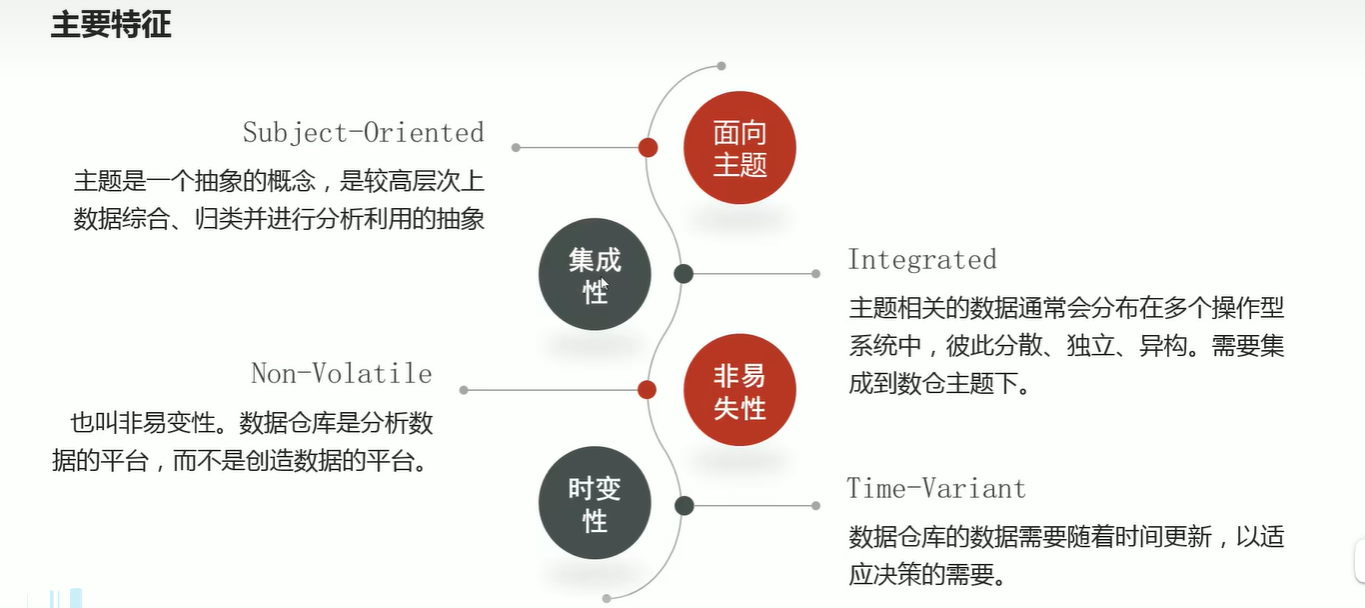 主要特征
Subject-Oriented
主题是一个抽象的概念，是较高层次上
数据综合、归类并进行分析利用的抽象
面向
主题
集成
性
Integrated
主题相关的数据通常会分布在多个操作型
系统中，彼此分散、独立、异构。需要集
成到数仓主题下。
Non-Volatile
也叫非易变性。数据仓库是分析数
据的平台，而不是创造数据的平台。
非易
失性
时变
性
Time-Variant
数据仓库的数据需要随着时间更新，以适
应决策的需要。